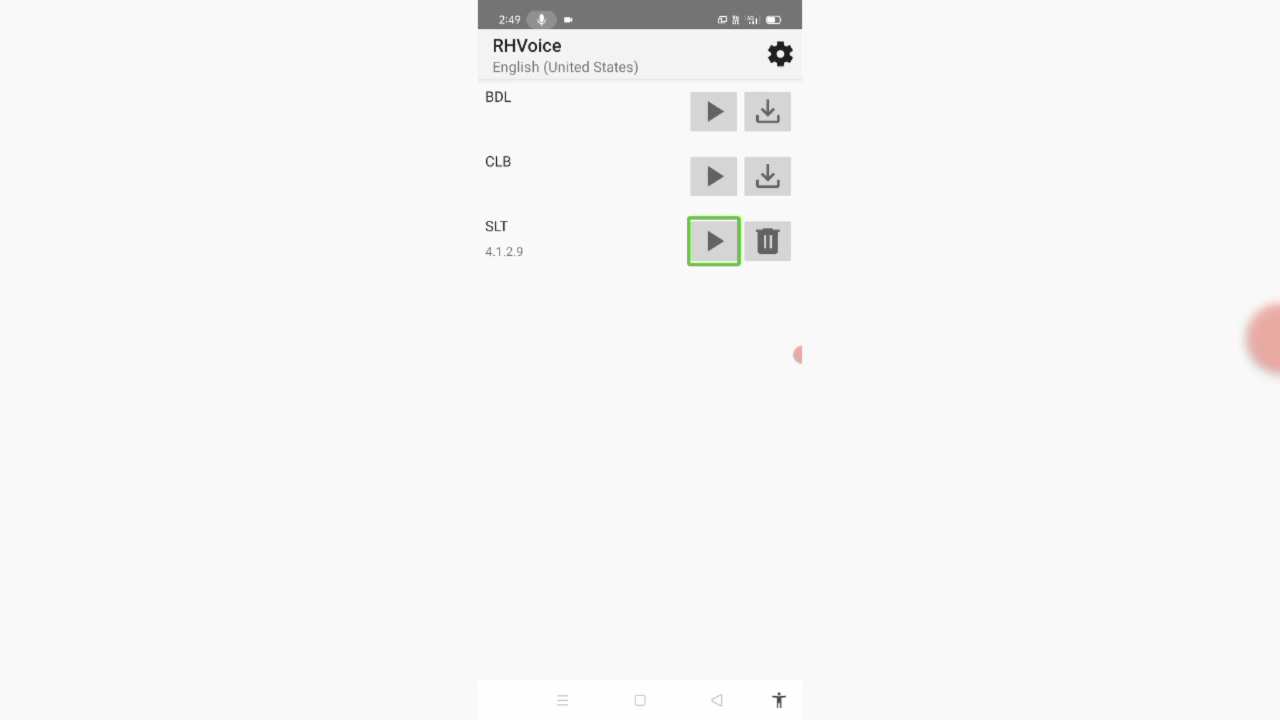 2:49
RHVoice
English (United States)
BDL
CLB
SLT
4.1.2.9